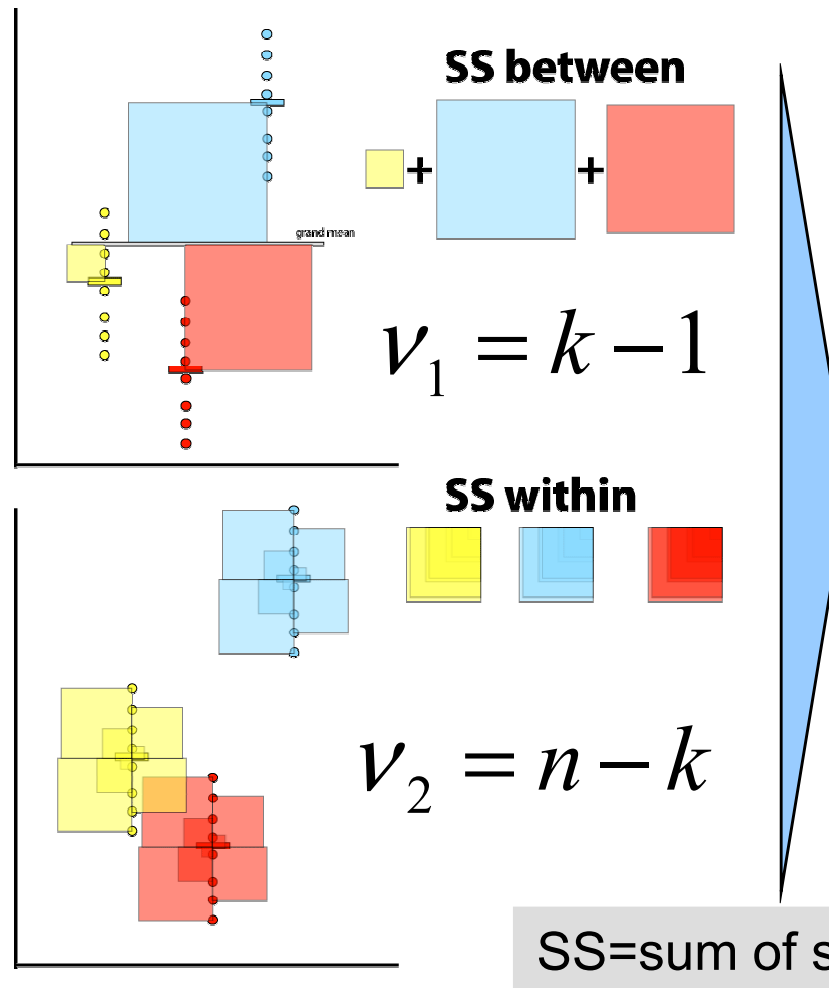 SS between
grand mean
+ +
ν₁ = k − 1
SS within
ν₂ = n − k
SS=sum of s